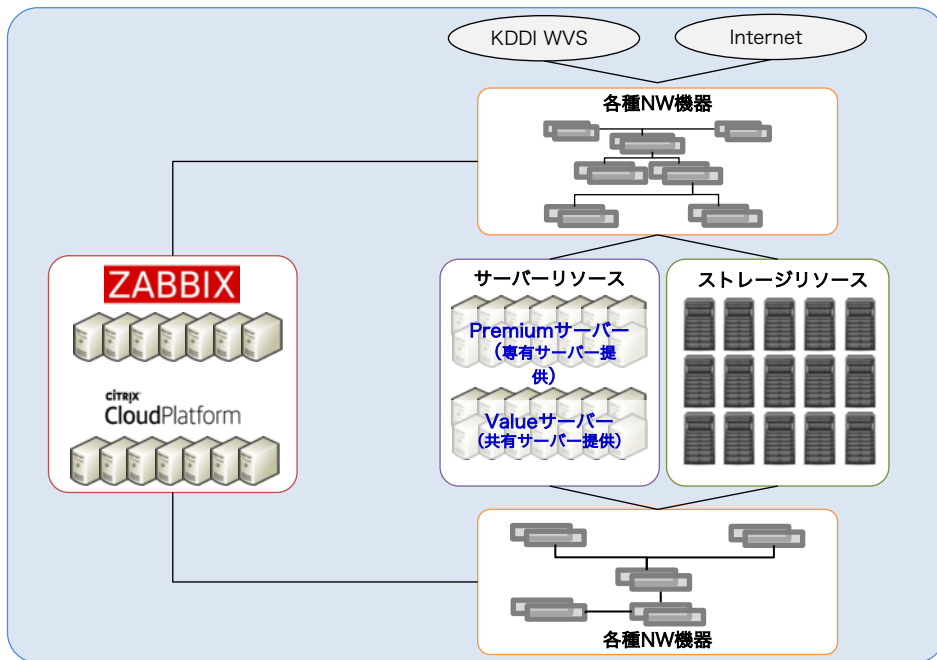 KDDI WVS
Internet
各種NW機器
ZABBIX
CİTRIX
CloudPlatform
サーバーリソース
Premiumサーバー
(専有サーバー提
供)
Valueサーバー
(共有サーバー提供)
ストレージリソース
各種NW機器